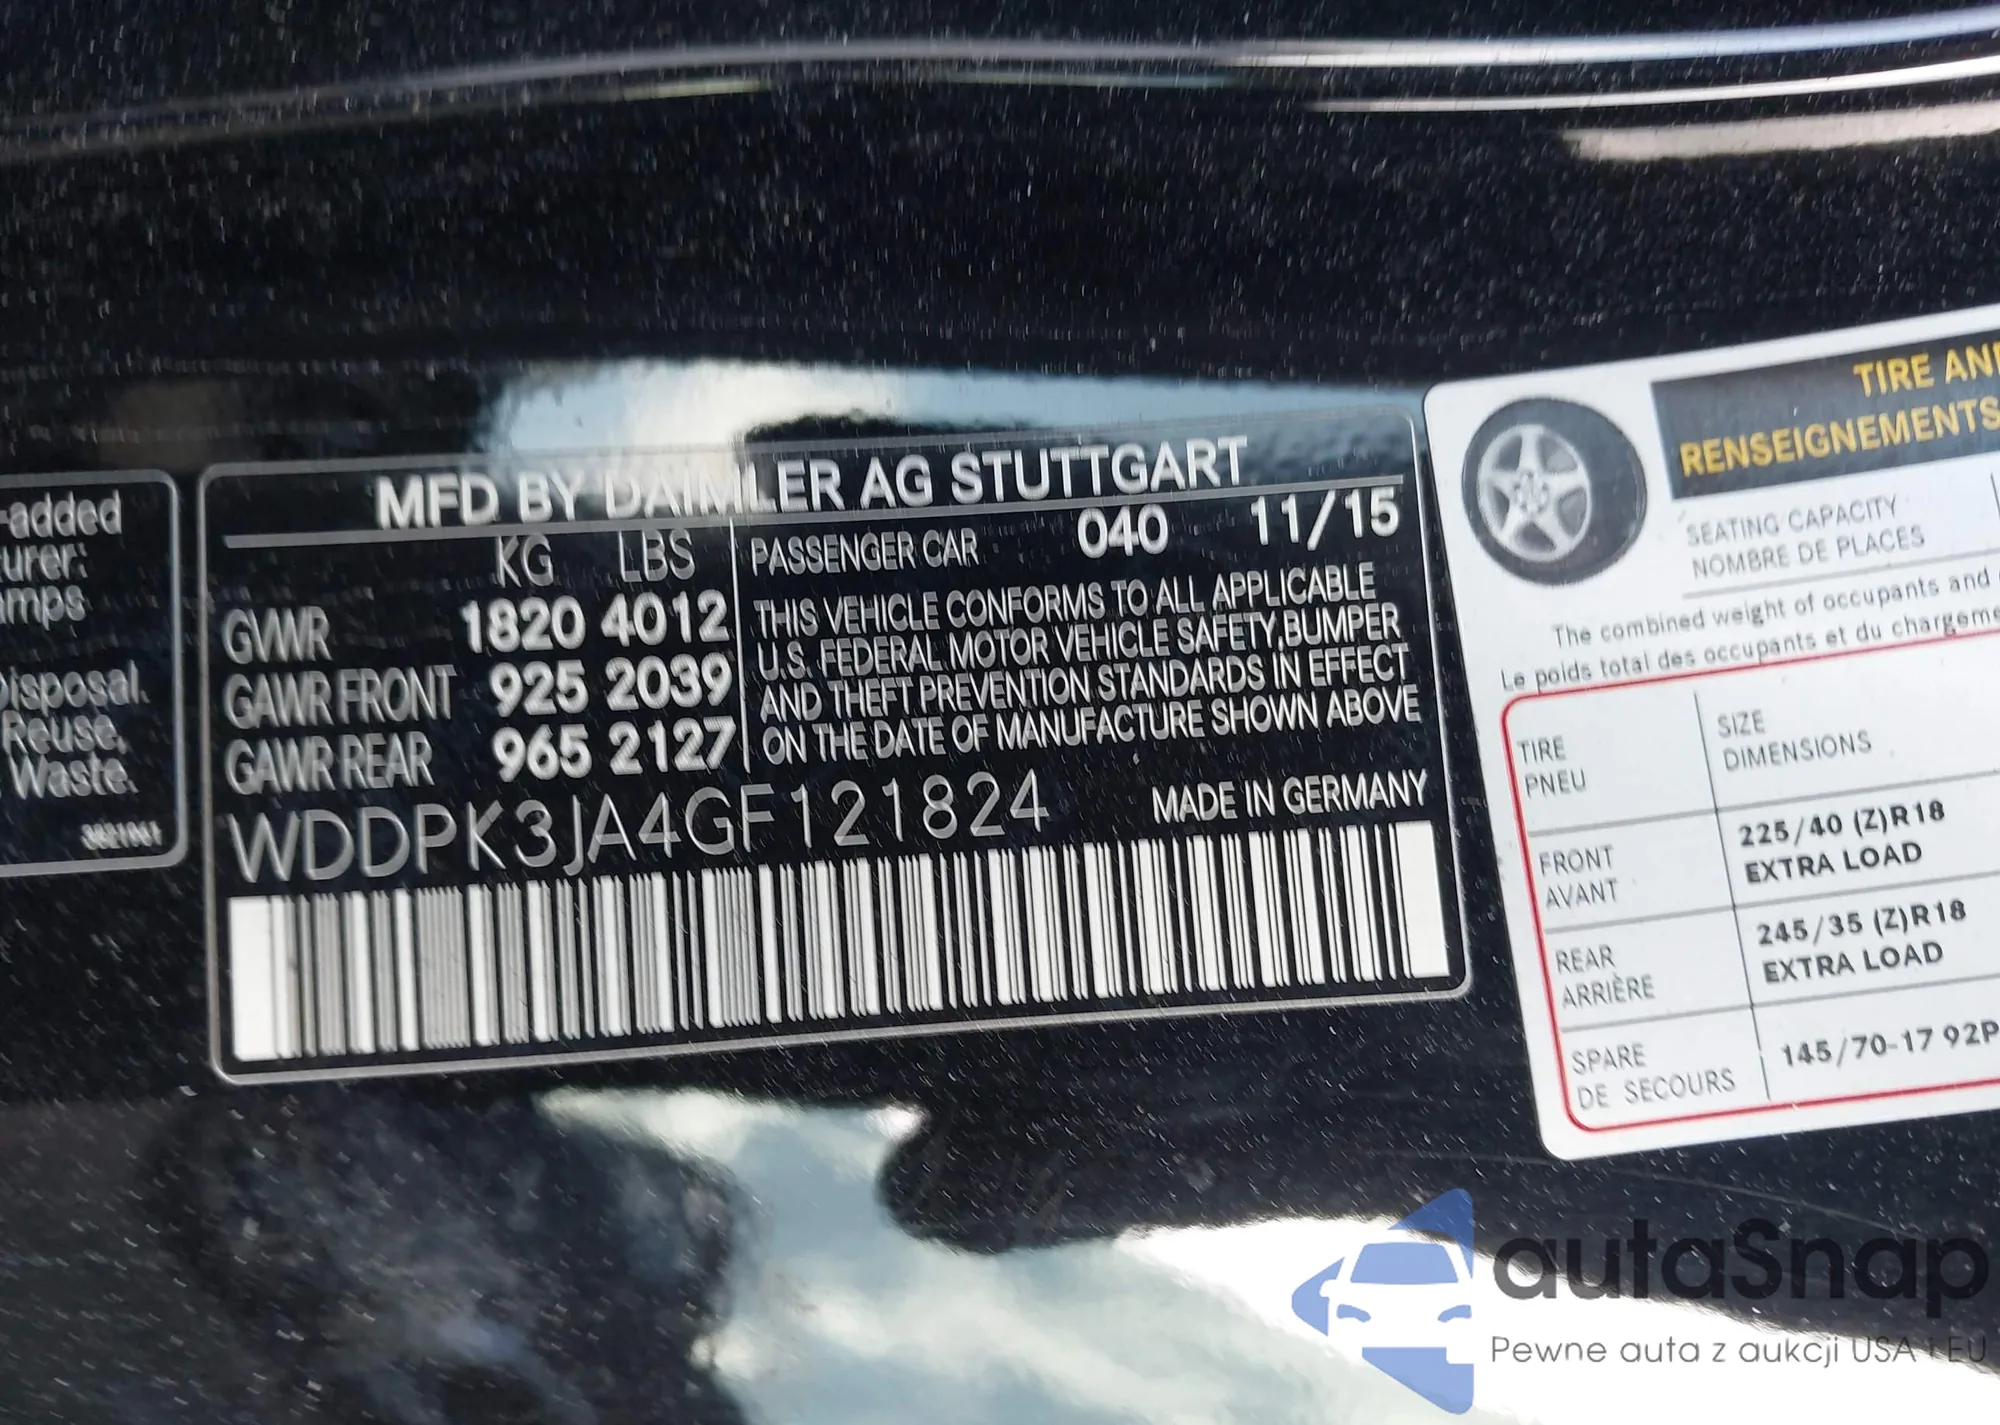 -added
urer:
amps
Disposal.
Reuse,
Waste.
MFD BY DAIMLER AG STUTTGART
KG LBS
GVWR 1820 4012
GAWR FRONT 925 2039
GAWR REAR 965 2127
PASSENGER CAR 040 11/15
THIS VEHICLE CONFORMS TO ALL APPLICABLE
U.S. FEDERAL MOTOR VEHICLE SAFETY, BUMPER
AND THEFT PREVENTION STANDARDS IN EFFECT
ON THE DATE OF MANUFACTURE SHOWN ABOVE
WDDPK3JA4GF121824 MADE IN GERMANY
TIRE AN
RENSEIGNEMENTS
SEATING CAPACITY
NOMBRE DE PLACES
The combined weight of occupants and
Le poids total des occupants et du chargeme
TIRE
PNEU
SIZE
DIMENSIONS
FRONT
AVANT
225/40 (Z)R18
EXTRA LOAD
REAR
ARRIÈRE
245/35 (Z)R18
EXTRA LOAD
SPARE
DE SECOURS
145/70-17 92P
autaSnap
Pewne auta z aukcji USA i EU